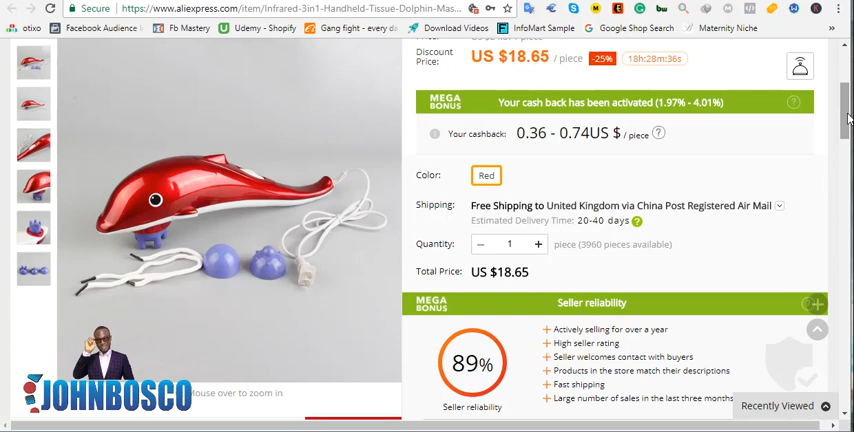 Secure
https://www.aliexpress.com/item/Infrared-3in1-Handheld-Tissue-Dolphin-Mas...
otixo
Facebook Audience
Fb Mastery
Udemy - Shopify
Gang fight - every da
Download Videos
InfoMart Sample
Google Shop Search
Maternity Niche
Discount
Price:
US $18.65 / piece
-25%
18h:28m:36s
MEGA
BONUS
Your cash back has been activated (1.97% - 4.01%)
Your cashback:
0.36 - 0.74US $ / piece
Color:
Red
Shipping:
Free Shipping to United Kingdom via China Post Registered Air Mail
Estimated Delivery Time: 20-40 days
Quantity:
1
piece (3960 pieces available)
Total Price:
US $18.65
MEGA
BONUS
Seller reliability
89%
Seller reliability
Actively selling for over a year
High seller rating
Seller welcomes contact with buyers
Products in the store match their descriptions
Fast shipping
Large number of sales in the last three months
Recently Viewed
Mouse over to zoom in
JOHNBOSCO